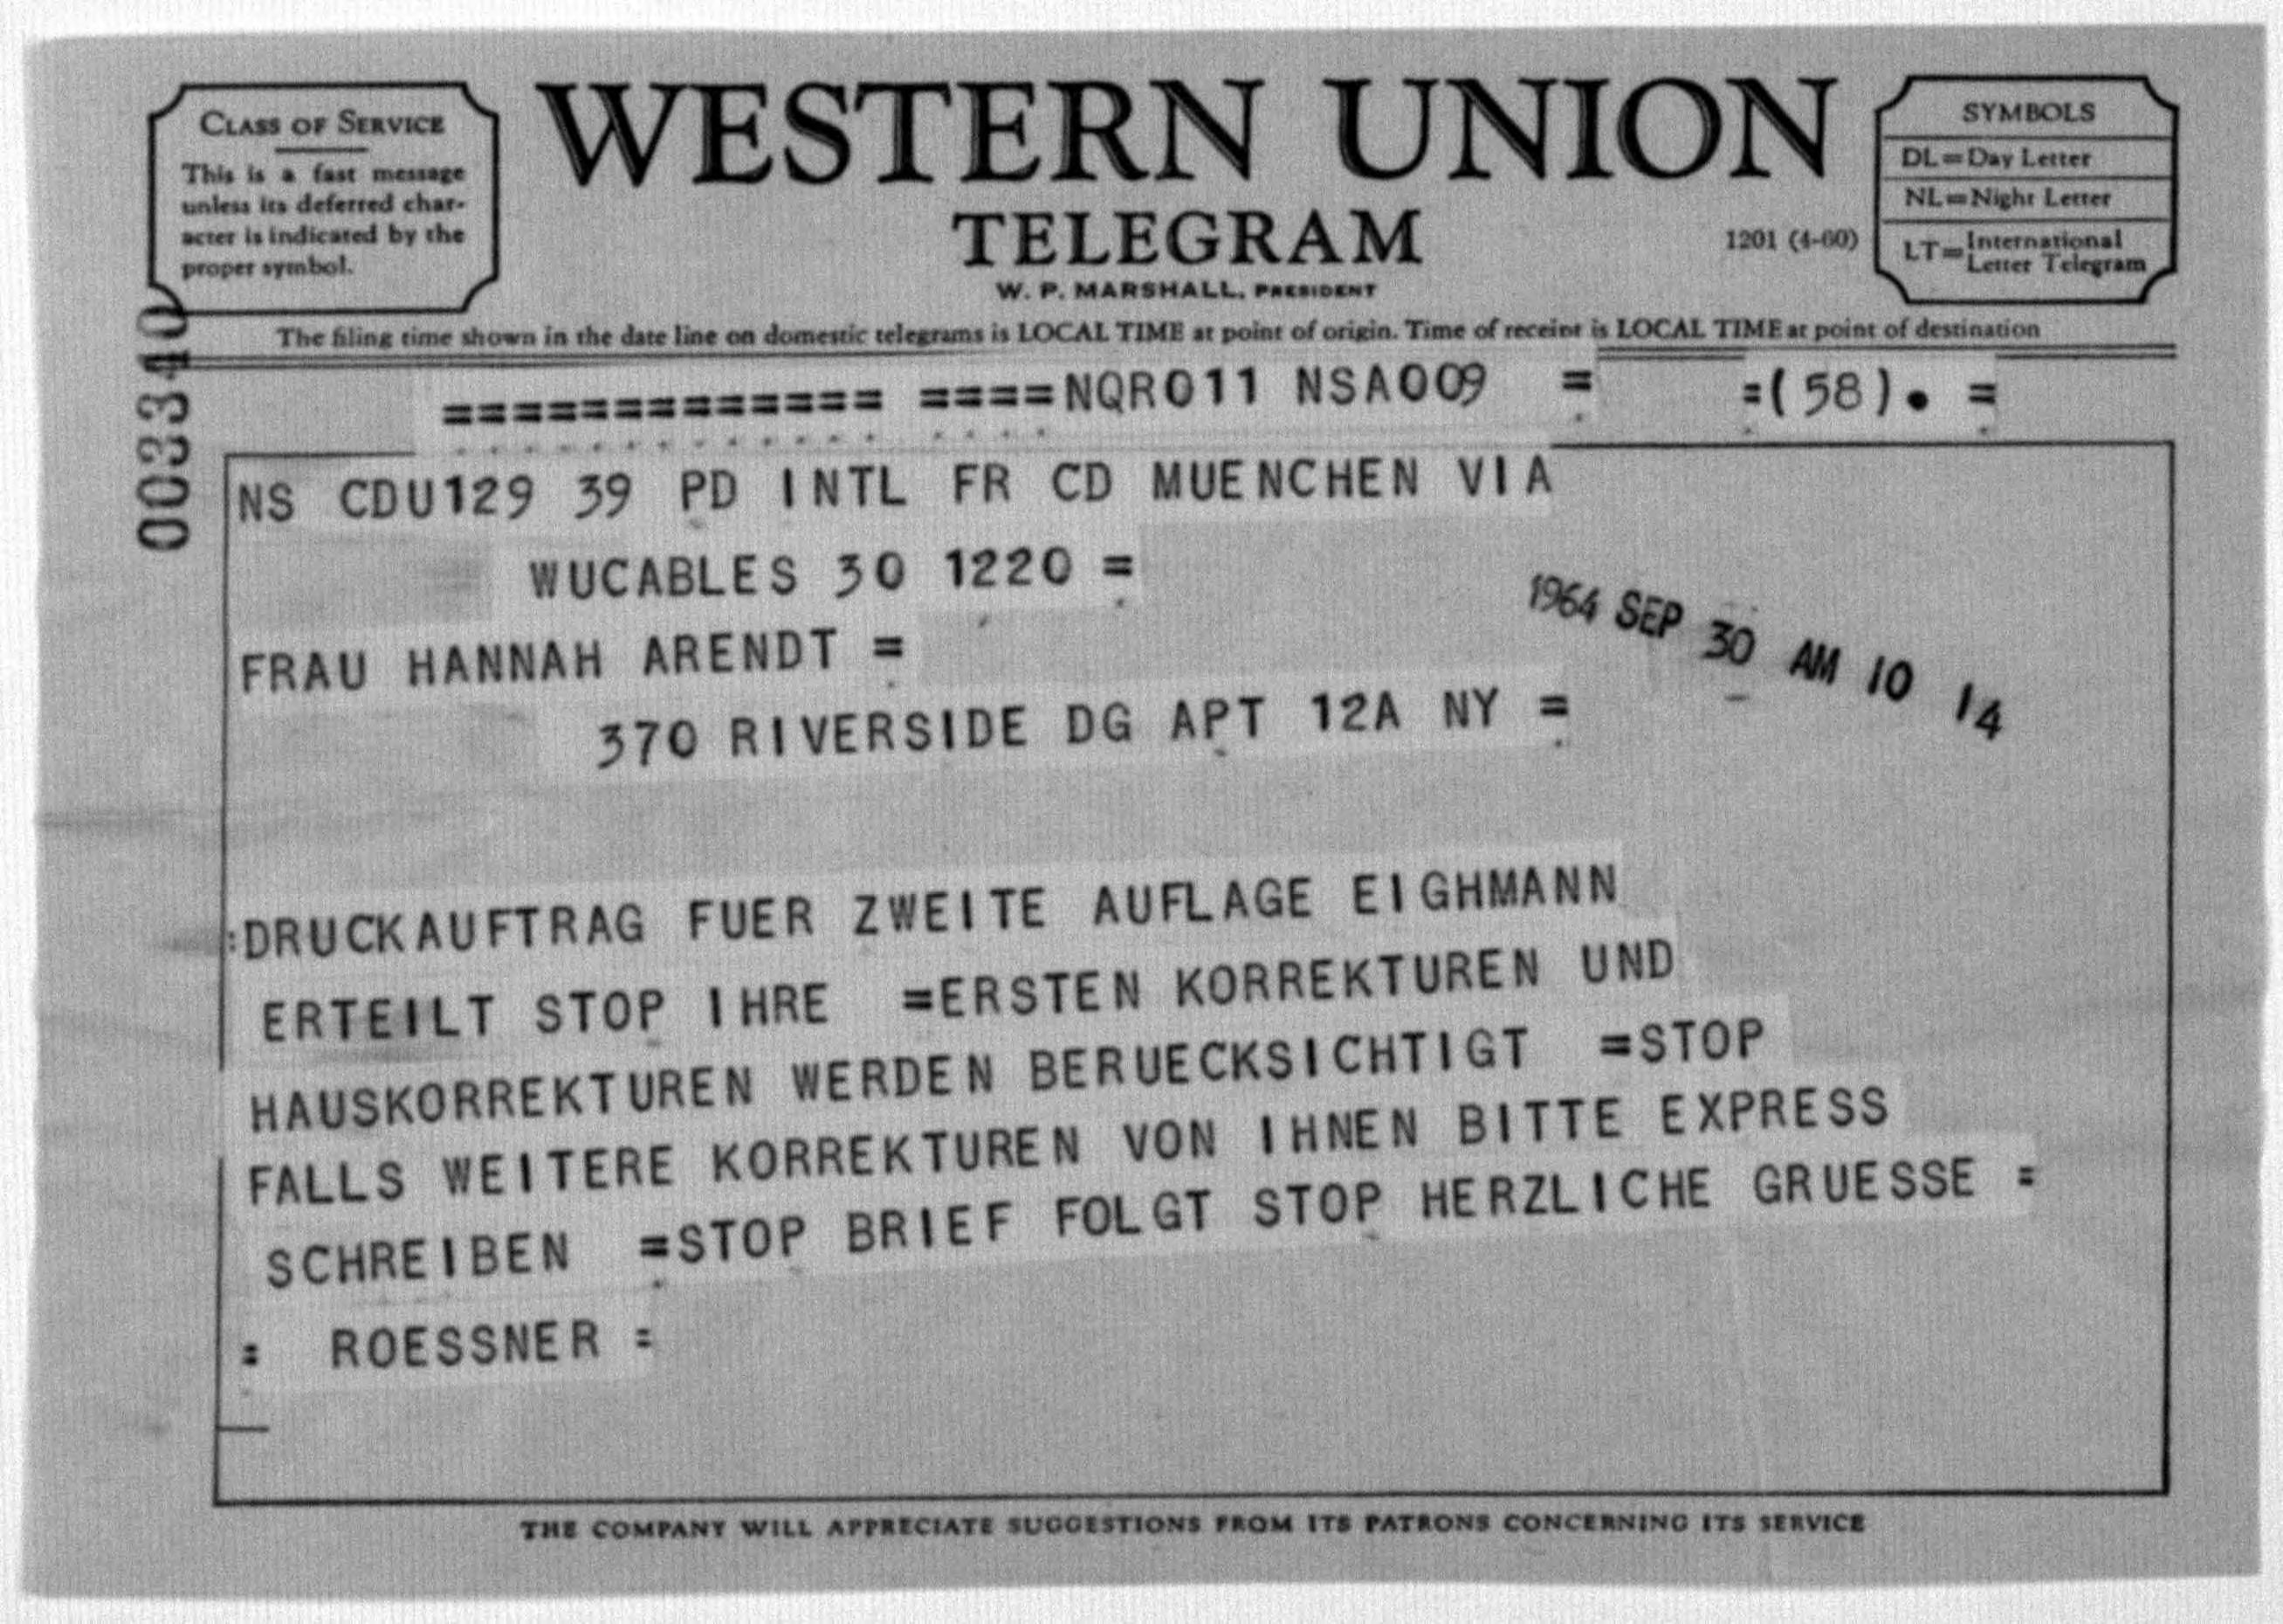 CLASS OF SERVICE
This is a fast message
unless its deferred char-
acter is indicated by the
proper symbol.
WESTERN UNION
TELEGRAM
W. P. MARSHALL, PRESIDENT
1201 (4-60)
SYMBOLS
DL=Day Letter
NL=Night Letter
LT=International Letter Telegram
The filing time shown in the date line on domestic telegrams is LOCAL TIME at point of origin. Time of receipt is LOCAL TIME at point of destination
003340
============= ====NQR011 NSA009 = =(58). =
NS CDU129 39 PD INTL FR CD MUENCHEN VIA
WUCABLES 30 1220 =
1964 SEP 30 AM 10 14
FRAU HANNAH ARENDT =
370 RIVERSIDE DG APT 12A NY =
:DRUCKAUFTRAG FUER ZWEITE AUFLAGE EIGHMANN
ERTEILT STOP IHRE =ERSTEN KORREKTUREN UND
HAUSKORREKTUREN WERDEN BERUECKSICHTIGT =STOP
FALLS WEITERE KORREKTUREN VON IHNEN BITTE EXPRESS
SCHREIBEN =STOP BRIEF FOLGT STOP HERZLICHE GRUESSE =
= ROESSNER =
THE COMPANY WILL APPRECIATE SUGGESTIONS FROM ITS PATRONS CONCERNING ITS SERVICE